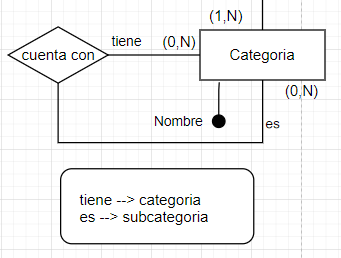 (1,N)
tiene
(0,N)
cuenta con
Categoria
(0,N)
Nombre
es
tiene --> categoria
es --> subcategoria